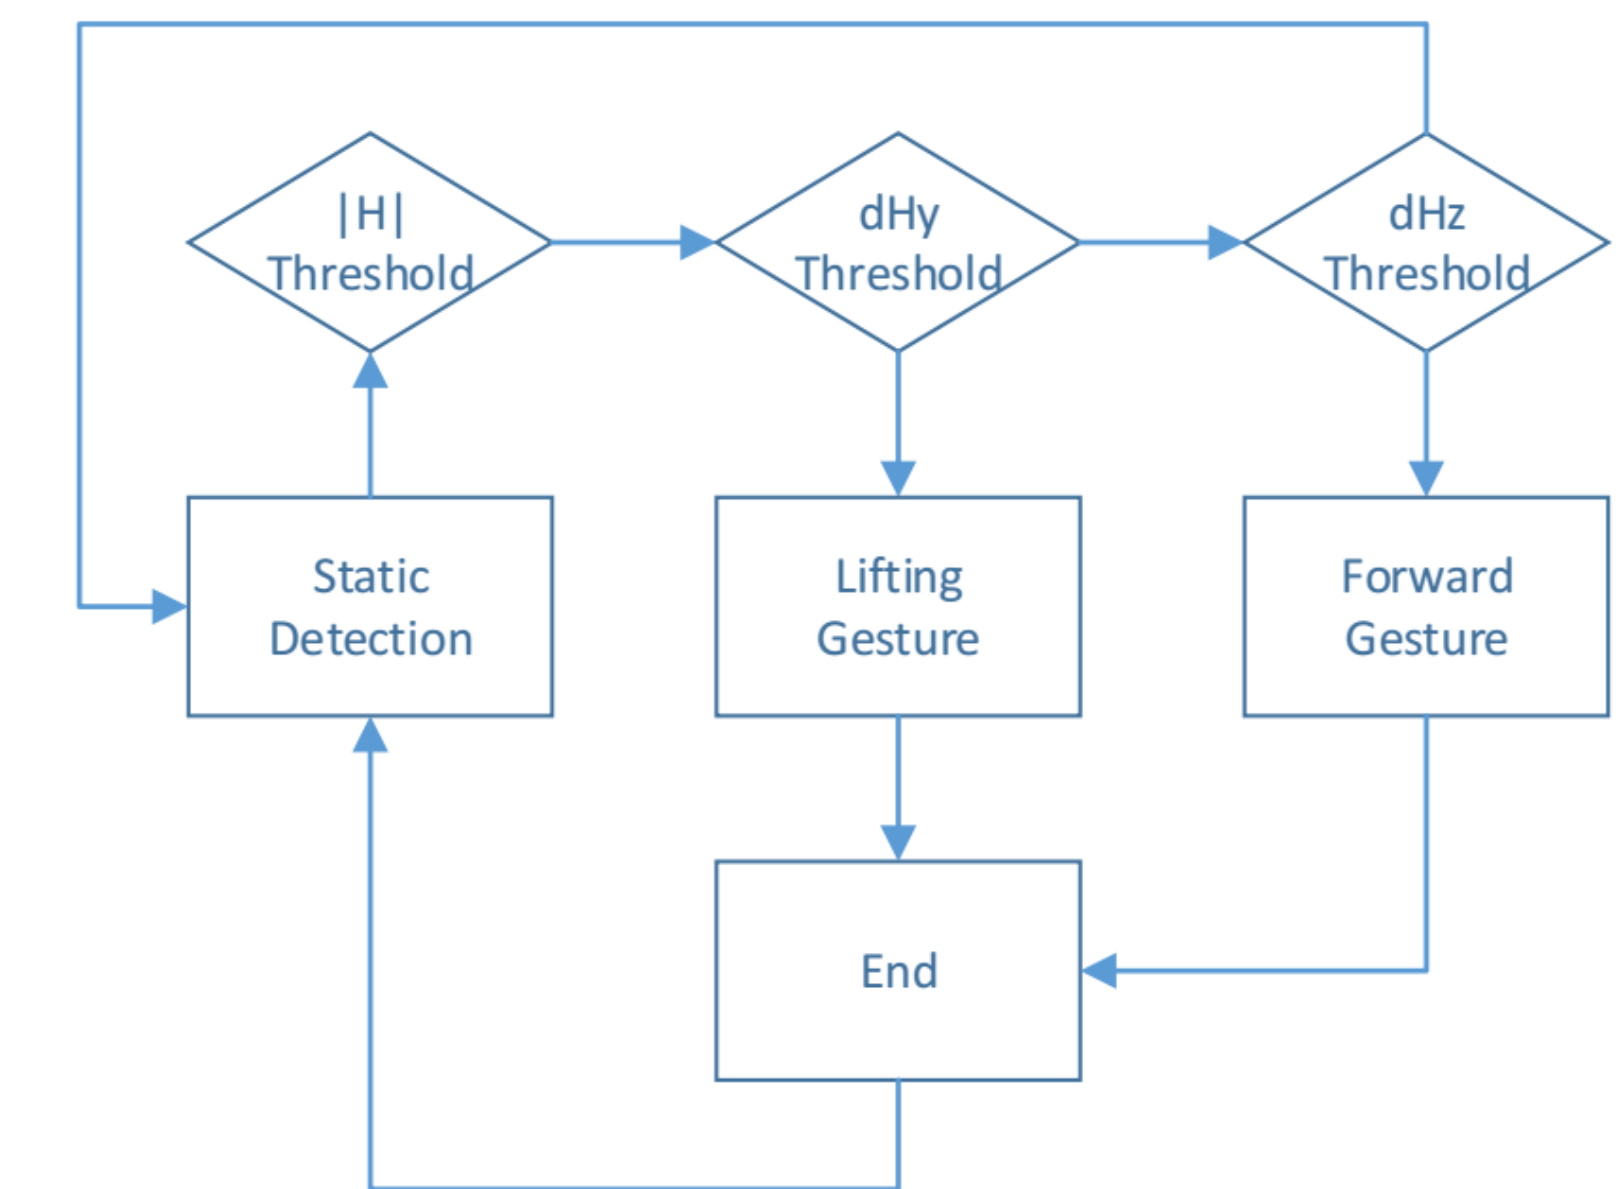 |H|
Threshold
dHy
Threshold
dHz
Threshold
Static
Detection
Lifting
Gesture
Forward
Gesture
End